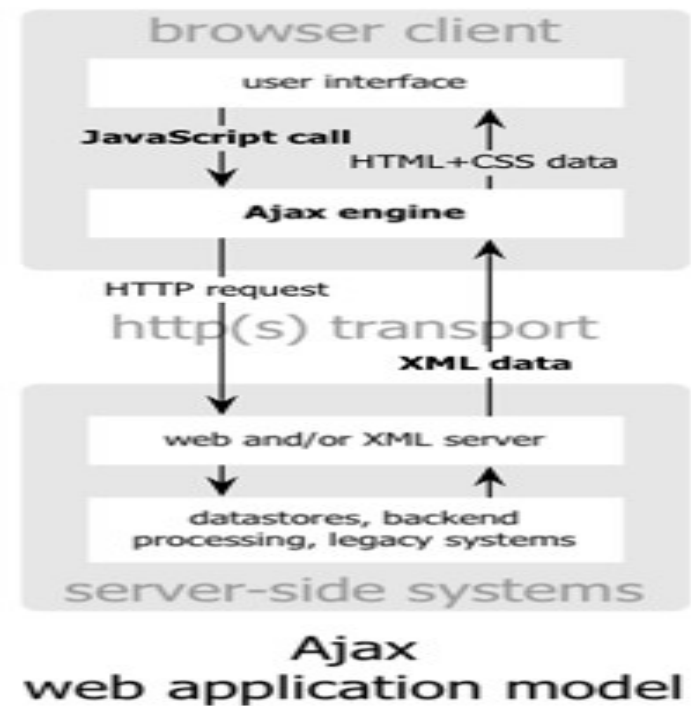 browser client
user interface
JavaScript call
HTML+CSS data
Ajax engine
HTTP request
http(s) transport
XML data
web and/or XML server
datastores, backend
processing, legacy systems
server-side systems
Ajax
web application model